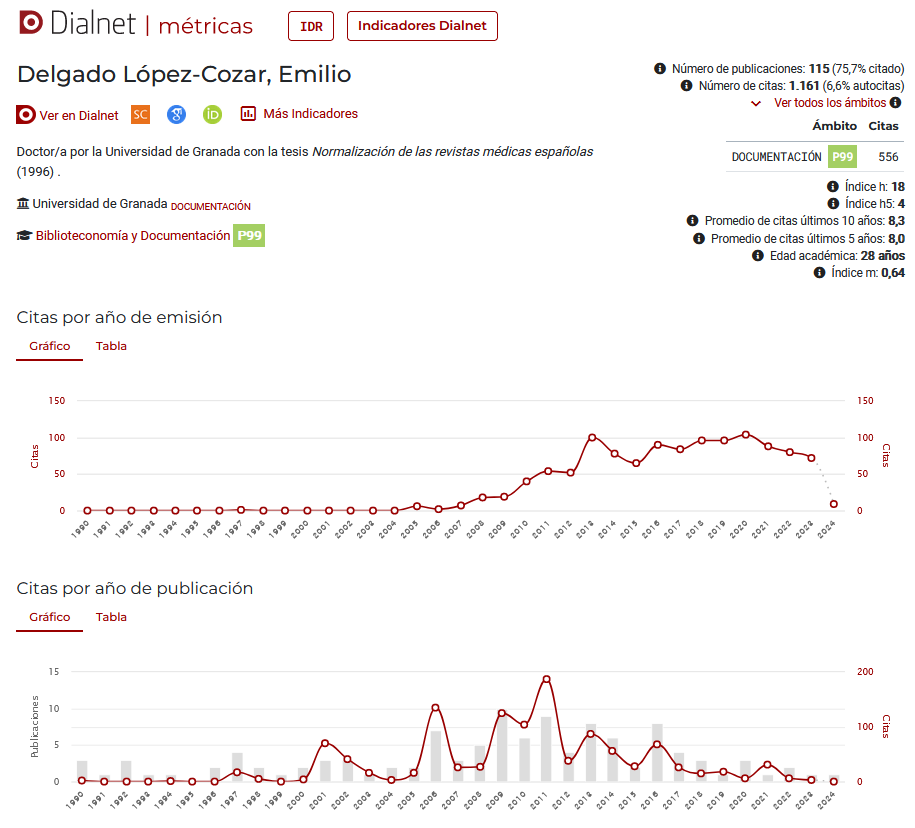 Dialnet | métricas
IDR
Indicadores Dialnet
Delgado López-Cozar, Emilio
Ver en Dialnet SC iD Más Indicadores
Doctor/a por la Universidad de Granada con la tesis Normalización de las revistas médicas españolas
(1996) .
Universidad de Granada DOCUMENTACIÓN
Biblioteconomía y Documentación P99
Número de publicaciones: 115 (75,7% citado)
Número de citas: 1.161 (6,6% autocitas)
Ver todos los ámbitos
Ámbito Citas
DOCUMENTACIÓN P99 556
Índice h: 18
Índice h5: 4
Promedio de citas últimos 10 años: 8,3
Promedio de citas últimos 5 años: 8,0
Edad académica: 28 años
Índice m: 0,64
Citas por año de emisión
Gráfico Tabla
150 150
100 100
50 50
0 0
Citas Citas
1990 1991 1992 1993 1994 1995 1996 1997 1998 1999 2000 2001 2002 2003 2004 2005 2006 2007 2008 2009 2010 2011 2012 2013 2014 2015 2016 2017 2018 2019 2020 2021 2022 2023 2024
Citas por año de publicación
Gráfico Tabla
15 200
10
100
5
0 0
Publicaciones Citas
1990 1991 1992 1993 1994 1995 1996 1997 1998 1999 2000 2001 2002 2003 2004 2005 2006 2007 2008 2009 2010 2011 2012 2013 2014 2015 2016 2017 2018 2019 2020 2021 2022 2023 2024